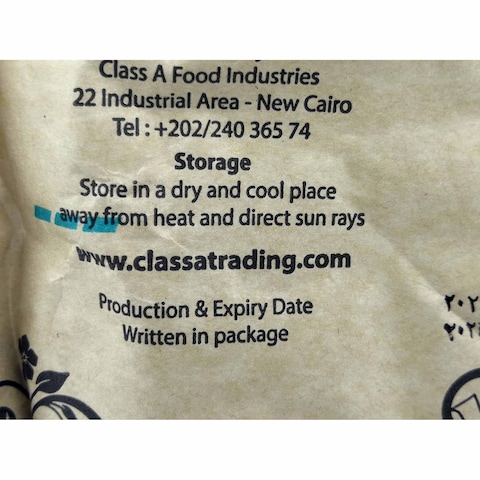 Class A Food Industries
22 Industrial Area - New Cairo
Tel : +202/240 365 74
Storage
Store in a dry and cool place
away from heat and direct sun rays
www.classatrading.com
Production & Expiry Date
Written in package